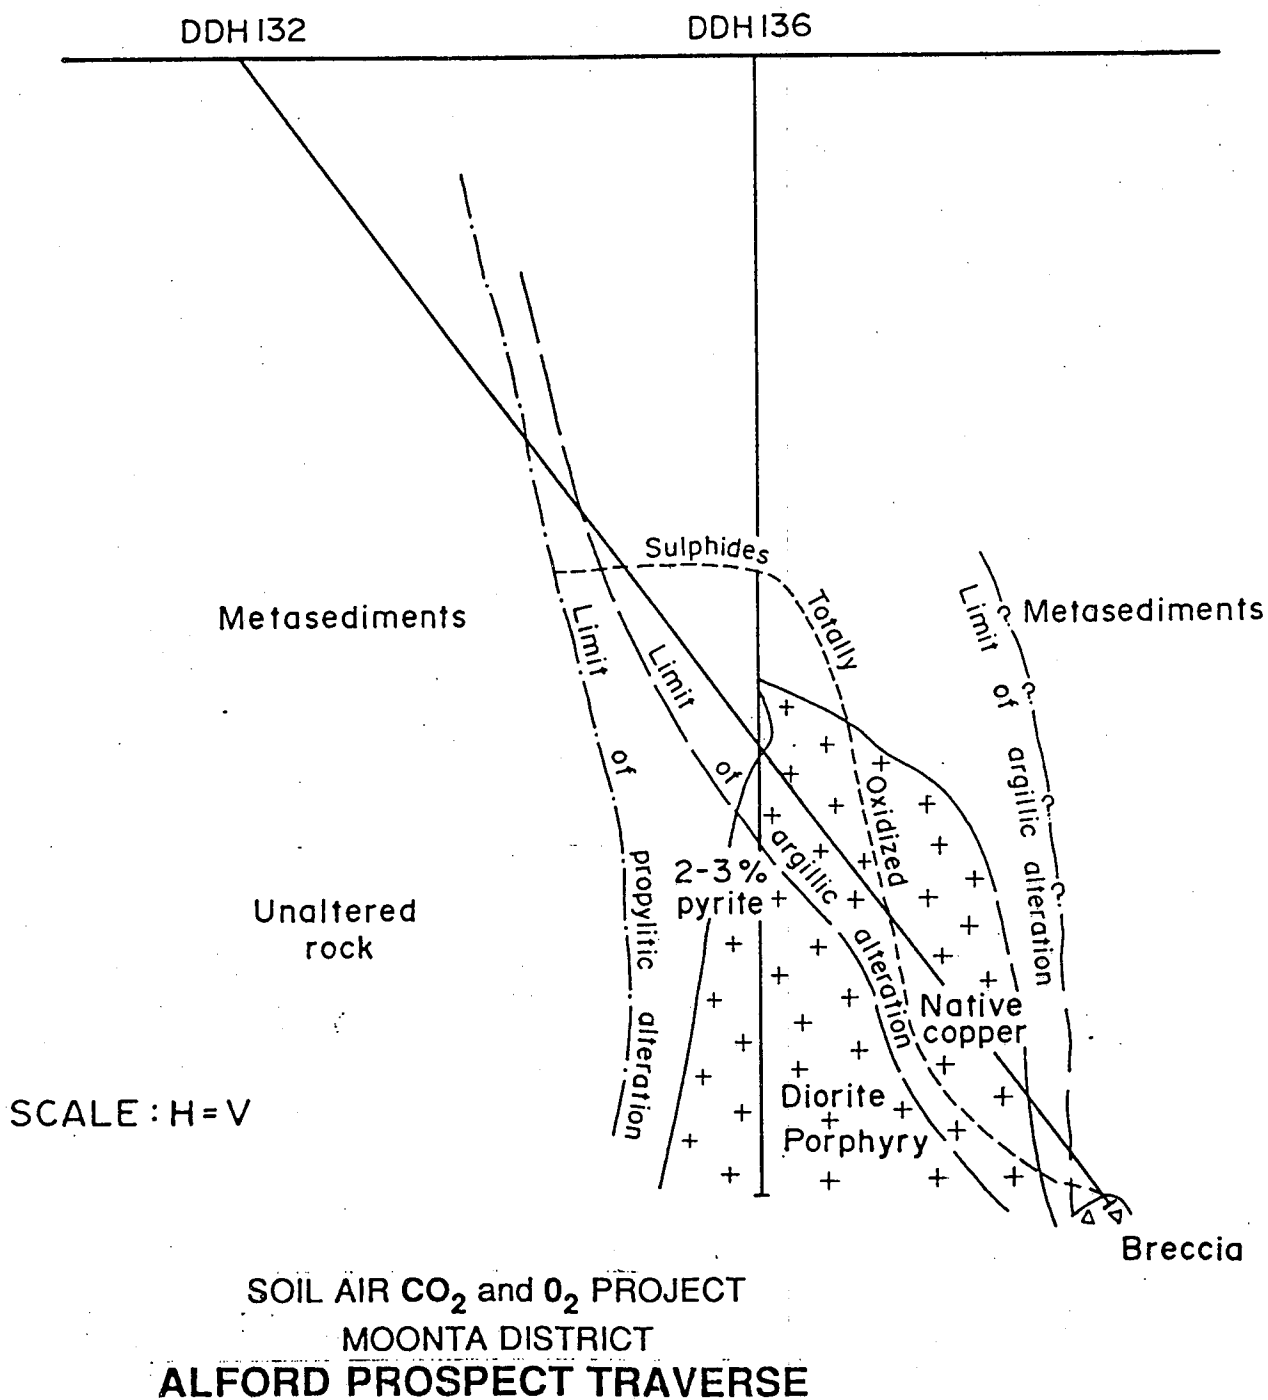 DDH 132
DDH 136
Sulphides
Totally
Oxidized
Metasediments
Metasediments
Limit of propylitic alteration
Limit of argillic alteration
Limit of argillic alteration
?
?
?
?
2-3%
pyrite
Unaltered
rock
Native
copper
Diorite
Porphyry
SCALE : H = V
Breccia
SOIL AIR CO₂ and O₂ PROJECT
MOONTA DISTRICT
ALFORD PROSPECT TRAVERSE